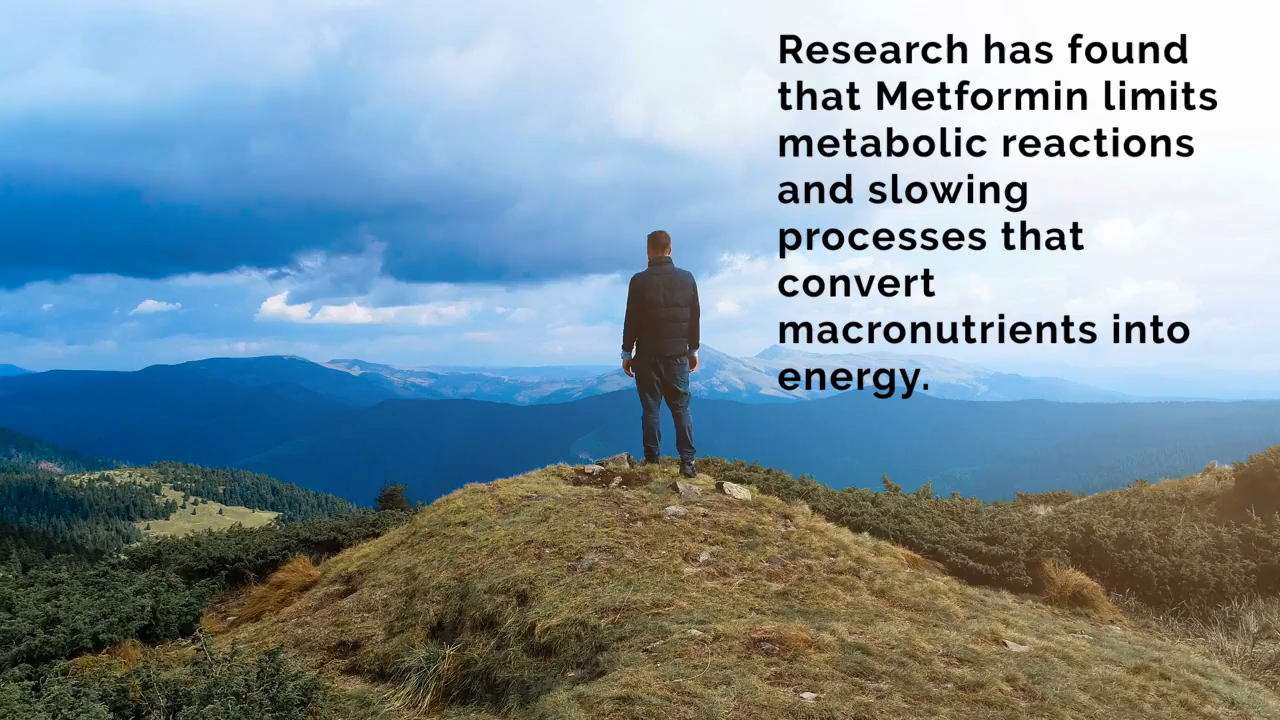 Research has found
that Metformin limits
metabolic reactions
and slowing
processes that
convert
macronutrients into
energy.